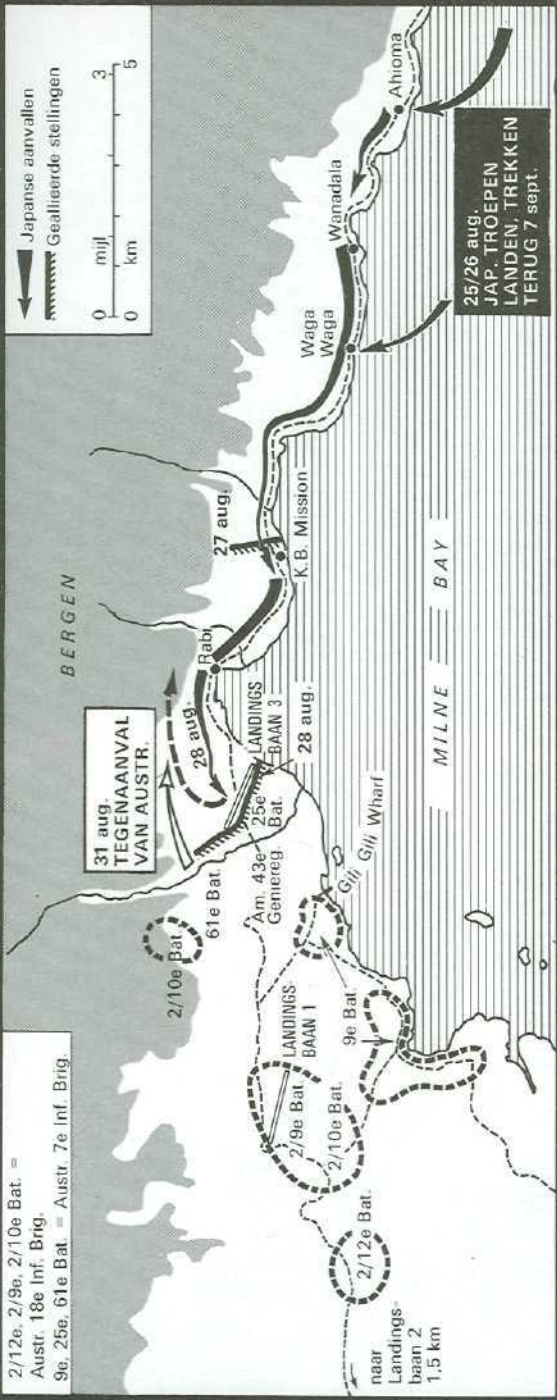 2/12e, 2/9e, 2/10e Bat. =
Austr. 18e Inf. Brig.
9e, 25e, 61e Bat. = Austr. 7e Inf. Brig.
Japanse aanvallen
Geallieerde stellingen
0 mijl 3
0 km 5
BERGEN
31 aug.
TEGENAANVAL
VAN AUSTR.
2/10e Bat.
61e Bat.
Am. 43e
Geniereg.
25e
Bat.
28 aug.
LANDINGS
BAAN 3
28 aug.
Rabi
27 aug.
K.B. Mission
Waga
Waga
Wanadala
Ahioma
25/26 aug.
JAP. TROEPEN
LANDEN, TREKKEN
TERUG 7 sept.
MILNE BAY
Gili Gili Wharf
9e Bat.
LANDINGS
BAAN 1
2/9e Bat.
2/10e Bat.
2/12e Bat.
naar
Landings-
baan 2
1,5 km